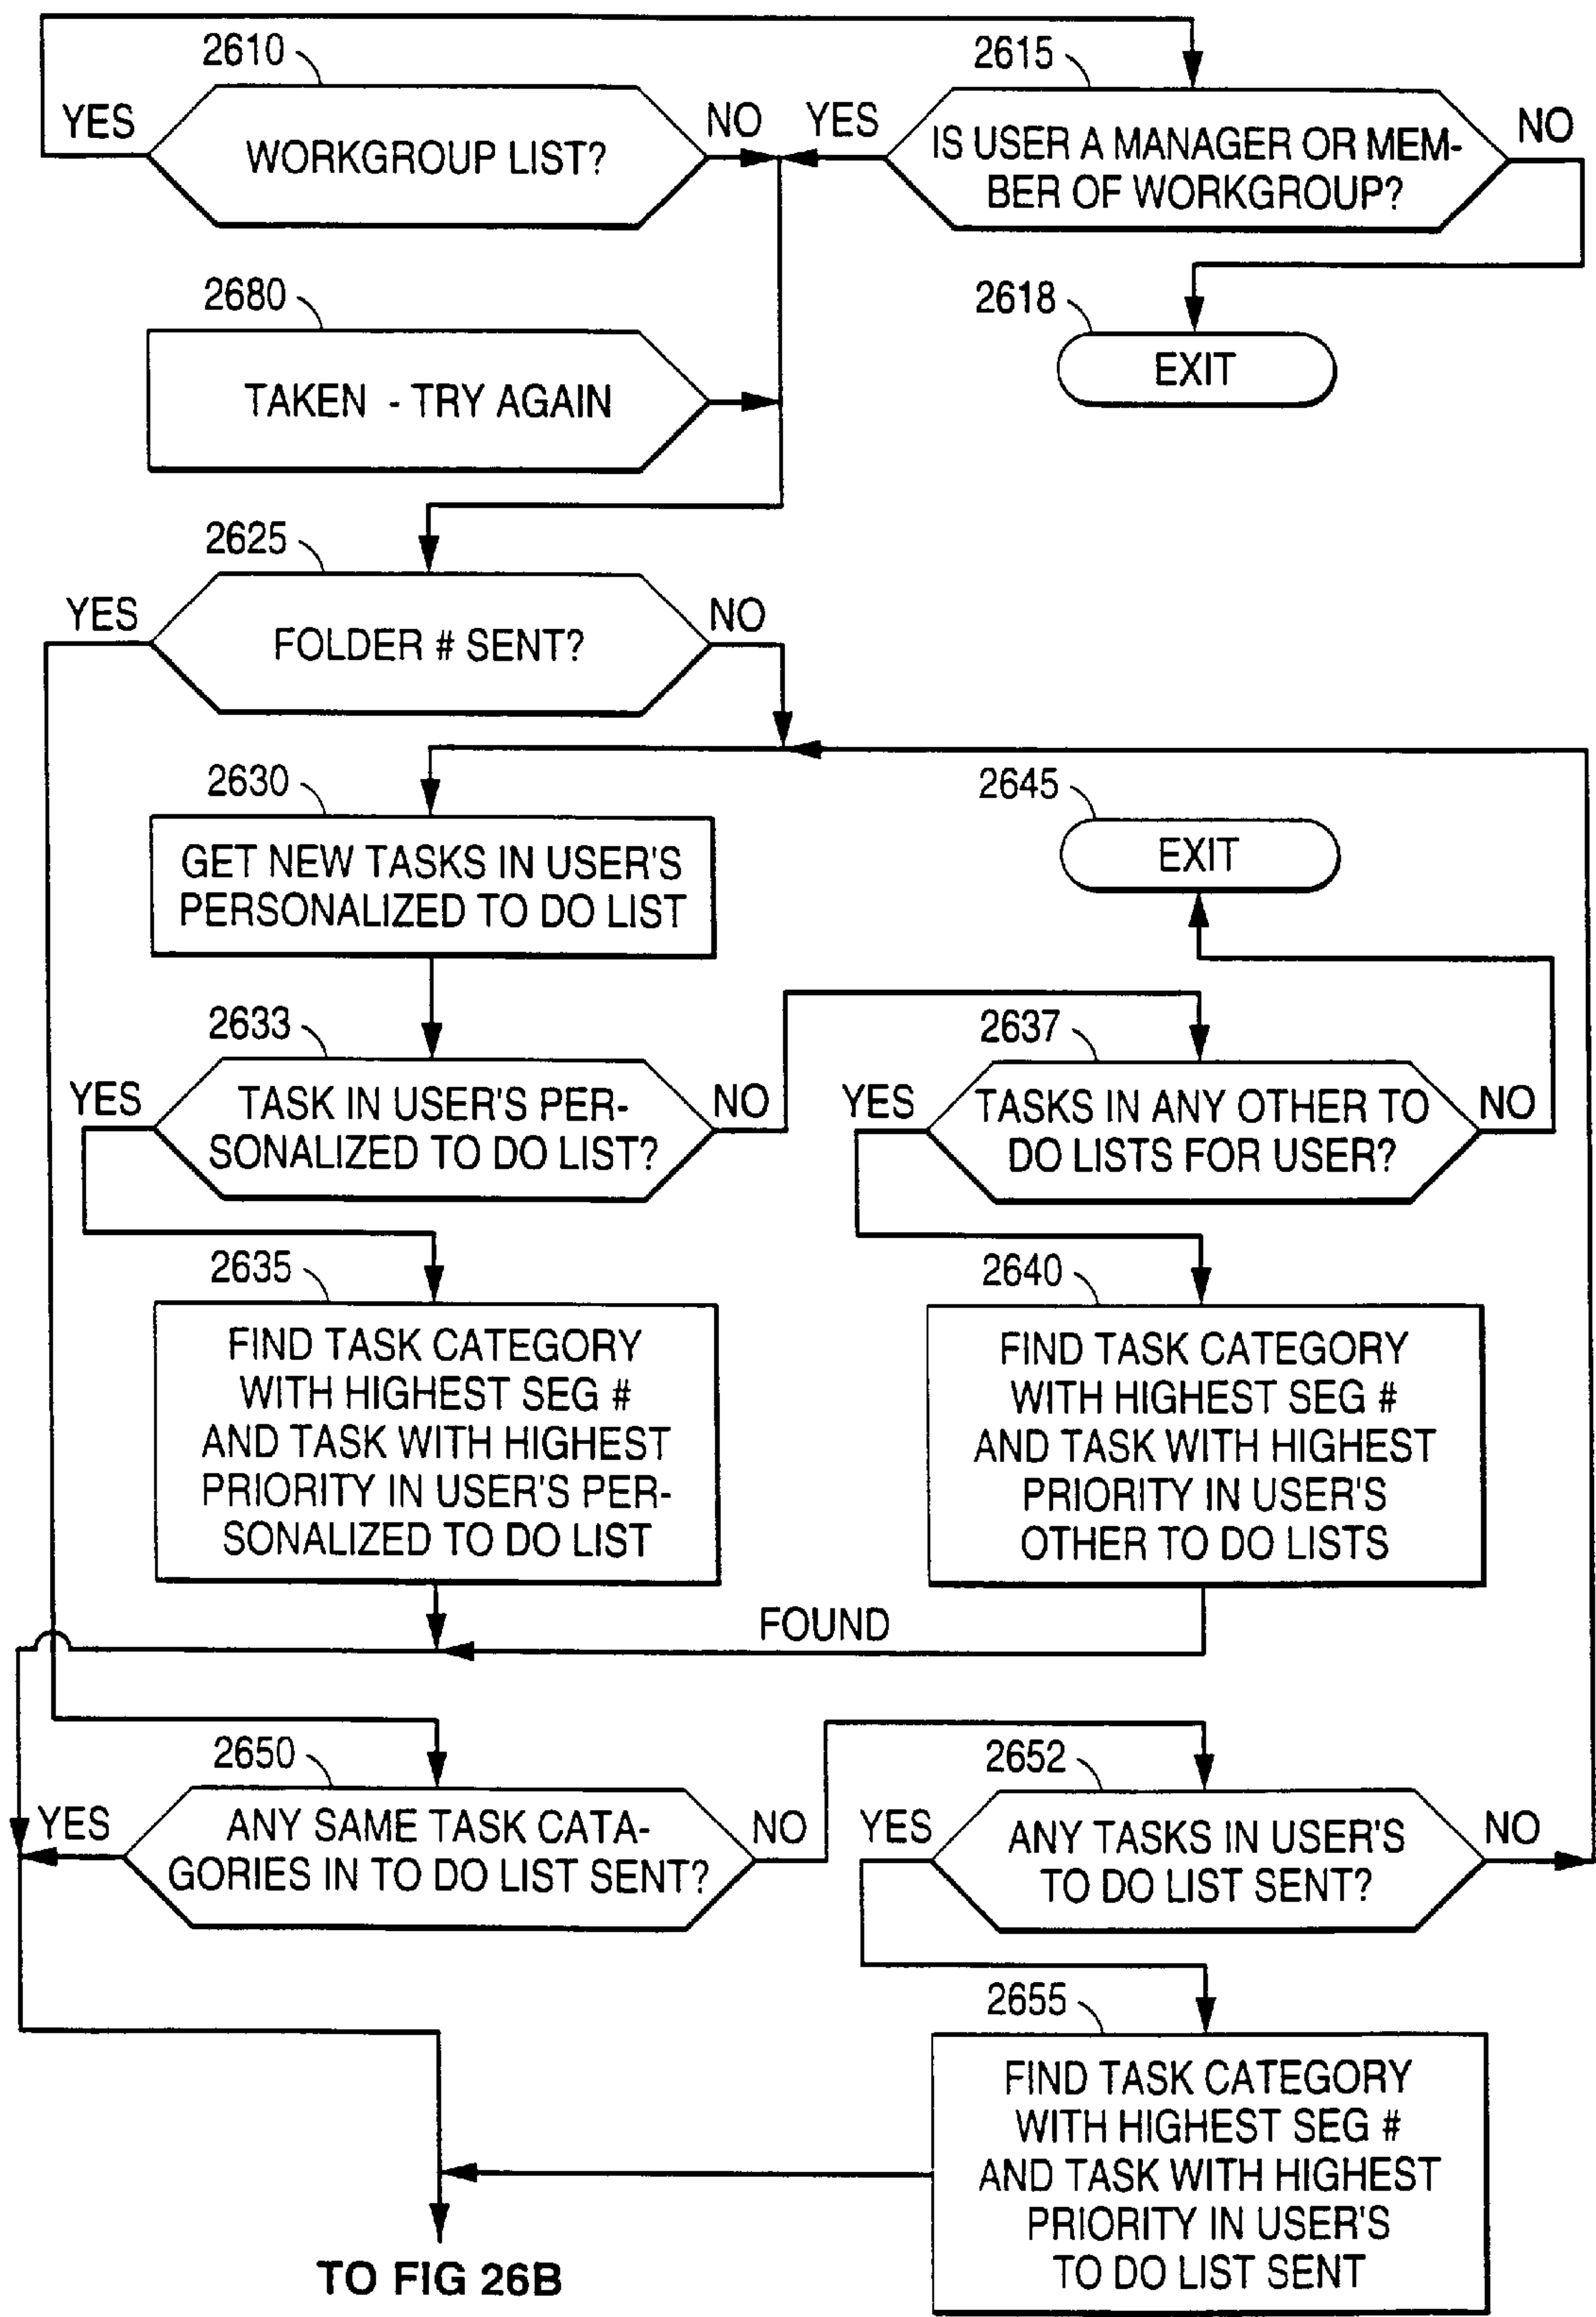 2610
YES
WORKGROUP LIST?
NO
2615
YES
IS USER A MANAGER OR MEM-
BER OF WORKGROUP?
NO
2618
EXIT
2680
TAKEN - TRY AGAIN
2625
YES
FOLDER # SENT?
NO
2630
GET NEW TASKS IN USER'S
PERSONALIZED TO DO LIST
2645
EXIT
2633
YES
TASK IN USER'S PER-
SONALIZED TO DO LIST?
NO
2637
YES
TASKS IN ANY OTHER TO
DO LISTS FOR USER?
NO
2635
FIND TASK CATEGORY
WITH HIGHEST SEG #
AND TASK WITH HIGHEST
PRIORITY IN USER'S PER-
SONALIZED TO DO LIST
2640
FIND TASK CATEGORY
WITH HIGHEST SEG #
AND TASK WITH HIGHEST
PRIORITY IN USER'S
OTHER TO DO LISTS
FOUND
2650
YES
ANY SAME TASK CATA-
GORIES IN TO DO LIST SENT?
NO
2652
YES
ANY TASKS IN USER'S
TO DO LIST SENT?
NO
2655
FIND TASK CATEGORY
WITH HIGHEST SEG #
AND TASK WITH HIGHEST
PRIORITY IN USER'S
TO DO LIST SENT
TO FIG 26B